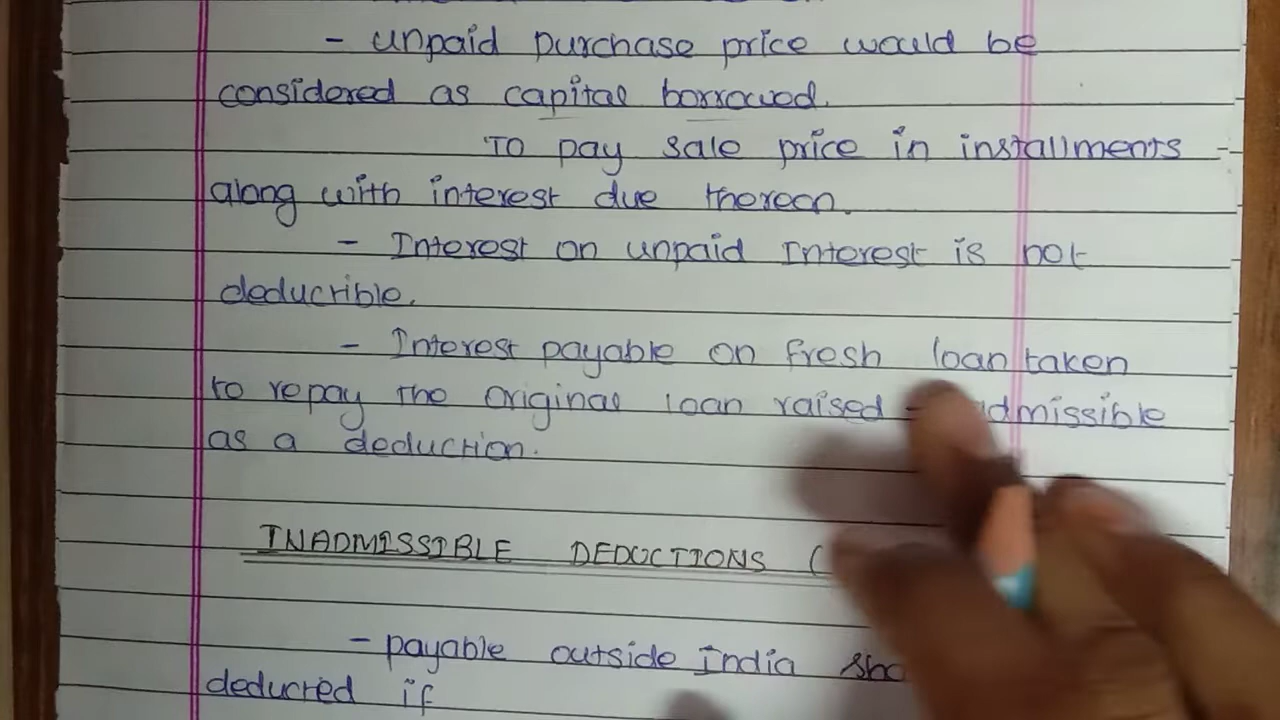 - unpaid purchase price would be
considered as capital borrowed.
To pay sale price in installments -
along with interest due thereon.
- Interest on unpaid Interest is not
deductible.
- Interest payable on fresh loan taken
to repay the original loan raised - admissible
as a deduction.
INADMISSIBLE DEDUCTIONS (
- payable outside India
deducted if